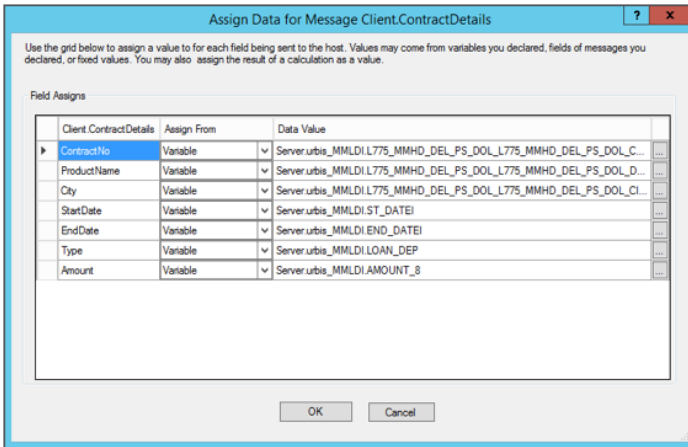 Assign Data for Message Client.ContractDetails
? x
Use the grid below to assign a value to for each field being sent to the host. Values may come from variables you declared, fields of messages you
declared, or fixed values. You may also assign the result of a calculation as a value.
Field Assigns
Client.ContractDetails Assign From Data Value
ContractNo Variable Server.urbis_MMLDI.L775_MMHD_DEL_PS_DOL_L775_MMHD_DEL_PS_DOL_C... ...
ProductName Variable Server.urbis_MMLDI.L775_MMHD_DEL_PS_DOL_L775_MMHD_DEL_PS_DOL_D... ...
City Variable Server.urbis_MMLDI.L775_MMHD_DEL_PS_DOL_L775_MMHD_DEL_PS_DOL_CI... ...
StartDate Variable Server.urbis_MMLDI.ST_DATEI ...
EndDate Variable Server.urbis_MMLDI.END_DATEI ...
Type Variable Server.urbis_MMLDI.LOAN_DEP ...
Amount Variable Server.urbis_MMLDI.AMOUNT_8 ...
OK Cancel